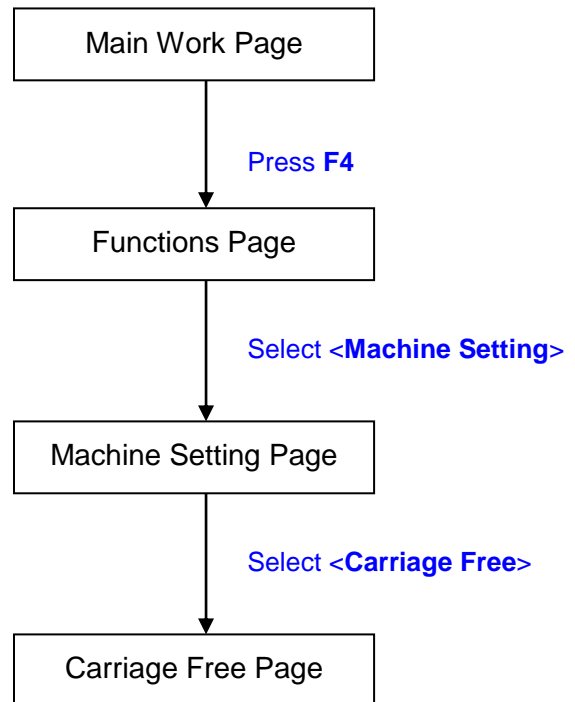 Main Work Page
Press F4
Functions Page
Select <Machine Setting>
Machine Setting Page
Select <Carriage Free>
Carriage Free Page